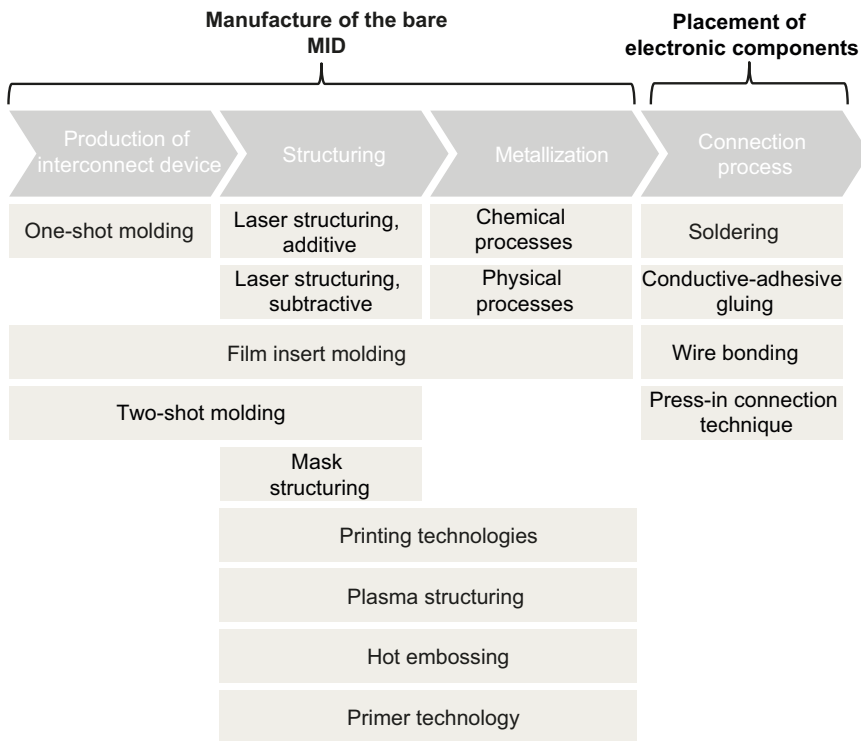 Manufacture of the bare
MID
Placement of
electronic components
Production of
interconnect device
Structuring
Metallization
Connection
process
One-shot molding
Laser structuring,
additive
Chemical
processes
Soldering
Laser structuring,
subtractive
Physical
processes
Conductive-adhesive
gluing
Film insert molding
Wire bonding
Two-shot molding
Press-in connection
technique
Mask
structuring
Printing technologies
Plasma structuring
Hot embossing
Primer technology